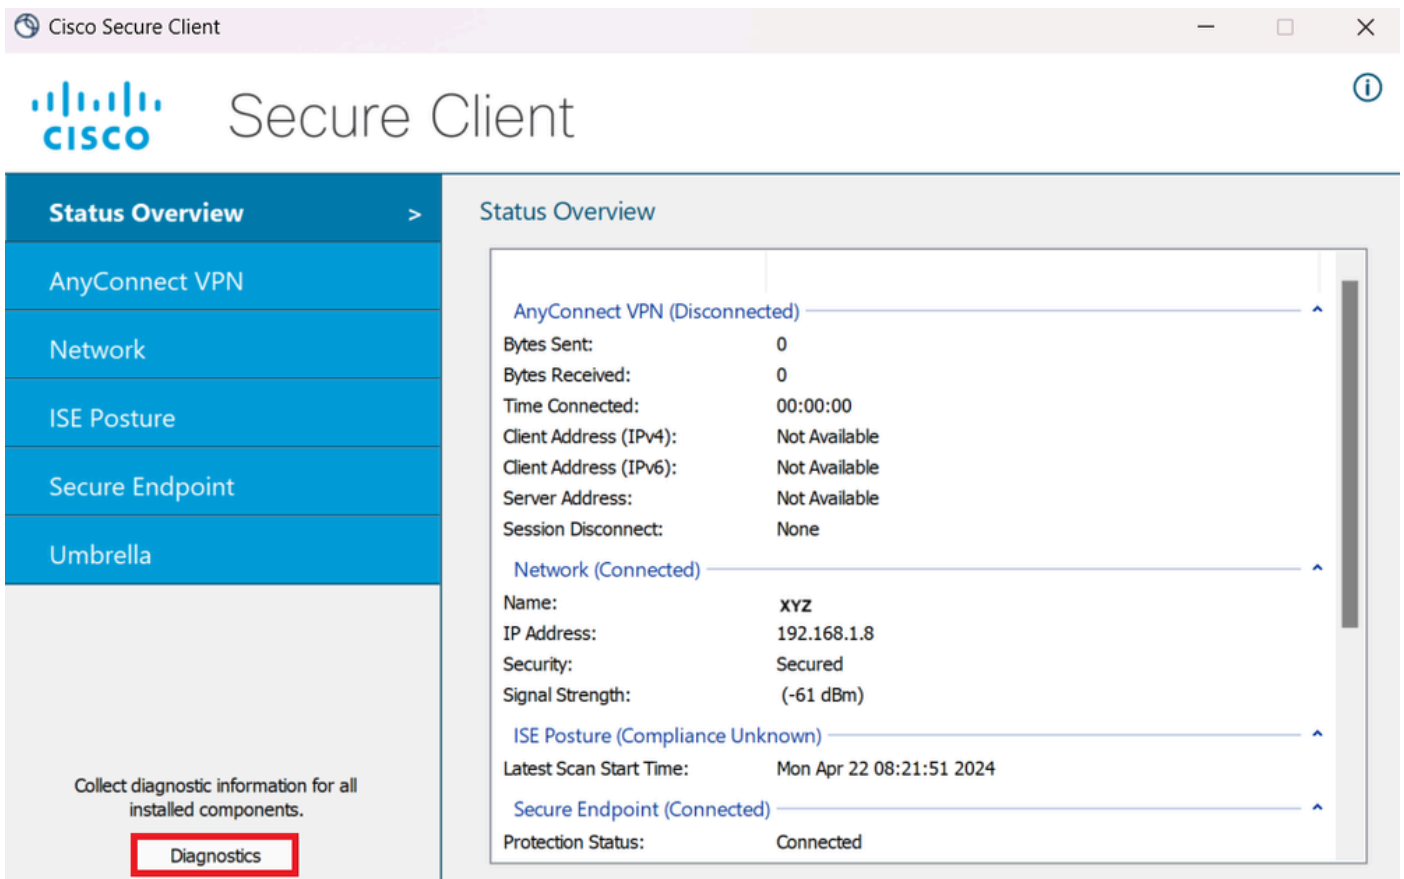 Cisco Secure Client
CISCO
Secure Client
Status Overview >
AnyConnect VPN
Network
ISE Posture
Secure Endpoint
Umbrella
Collect diagnostic information for all
installed components.
Diagnostics
Status Overview
AnyConnect VPN (Disconnected)
Bytes Sent: 0
Bytes Received: 0
Time Connected: 00:00:00
Client Address (IPv4): Not Available
Client Address (IPv6): Not Available
Server Address: Not Available
Session Disconnect: None
Network (Connected)
Name: XYZ
IP Address: 192.168.1.8
Security: Secured
Signal Strength: (-61 dBm)
ISE Posture (Compliance Unknown)
Latest Scan Start Time: Mon Apr 22 08:21:51 2024
Secure Endpoint (Connected)
Protection Status: Connected